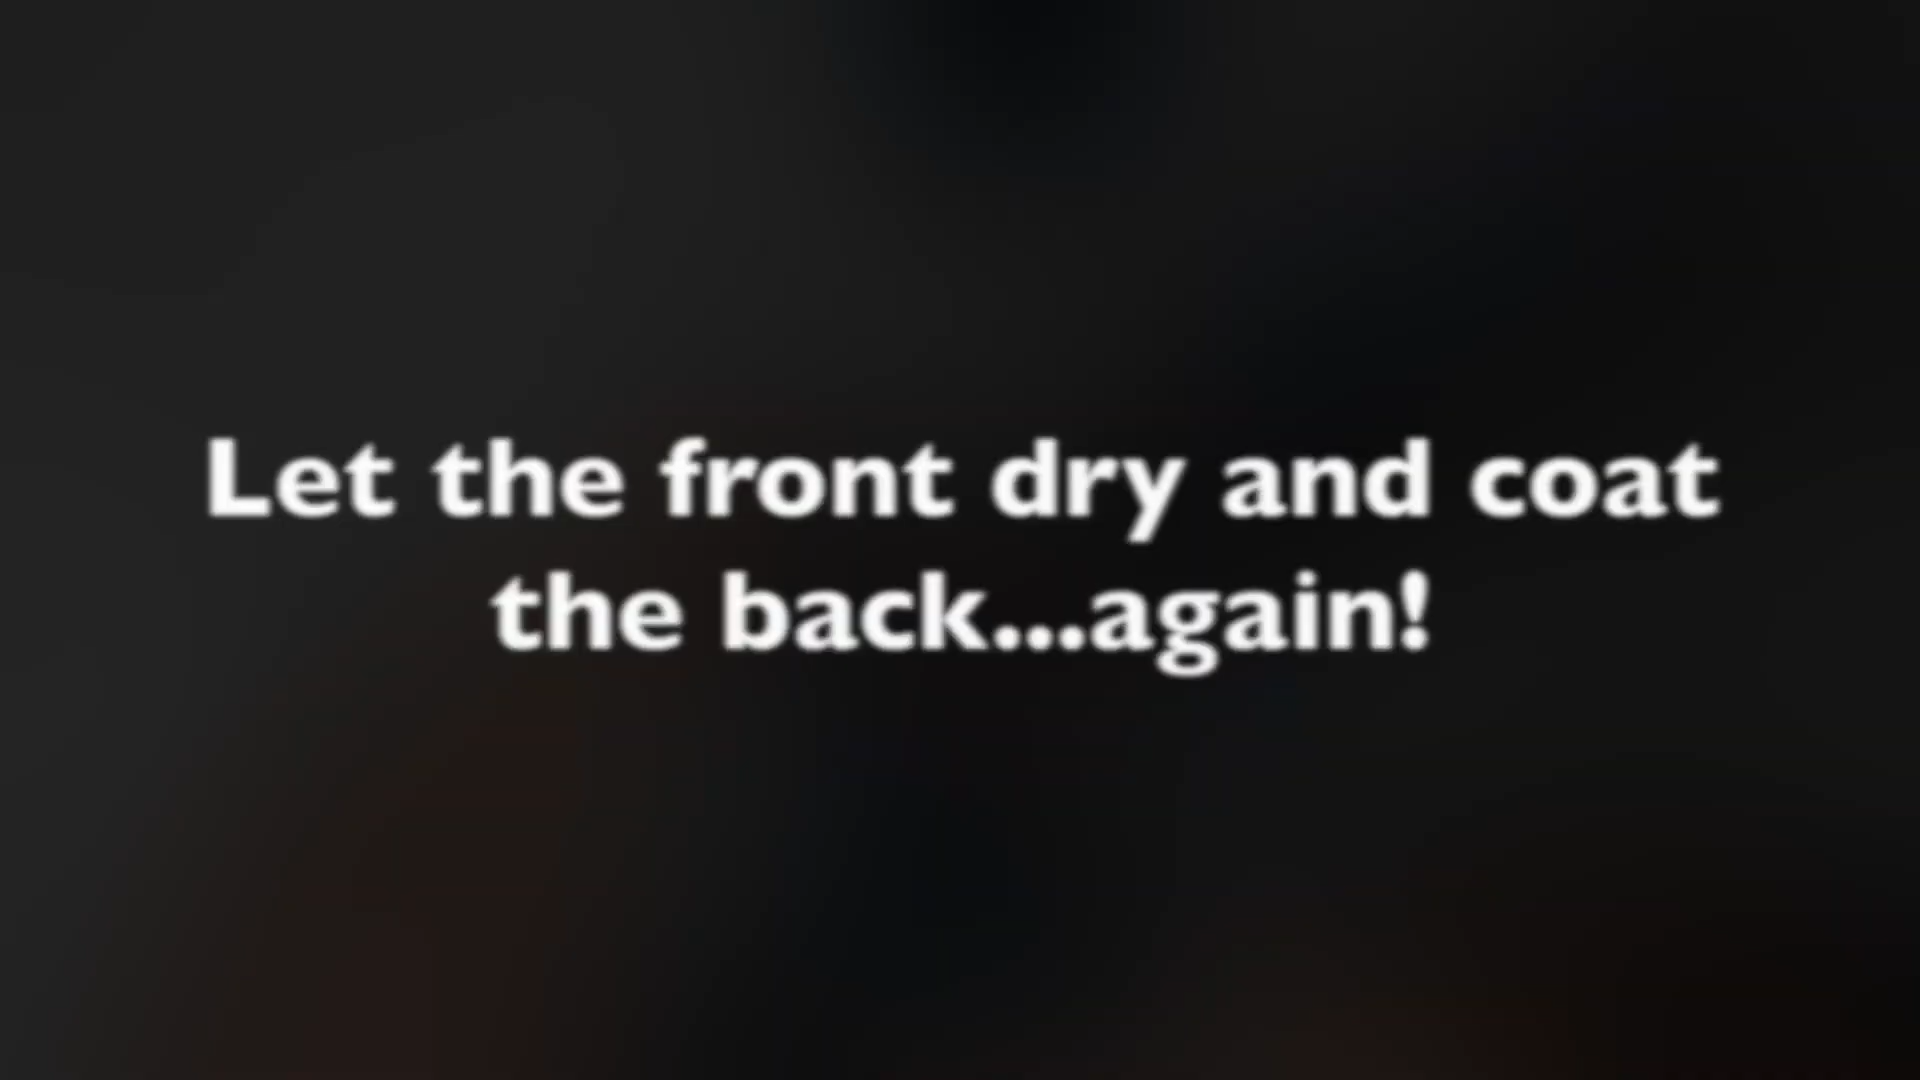 Let the front dry and coat
the back...again!